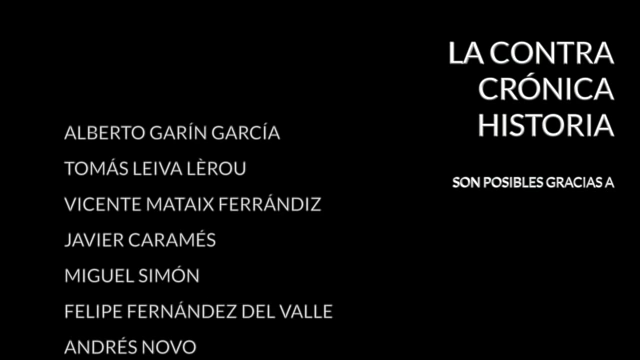 LA CONTRA
CRÓNICA
HISTORIA
SON POSIBLES GRACIAS A
ALBERTO GARÍN GARCÍA
TOMÁS LEIVA LÈROU
VICENTE MATAIX FERRÁNDIZ
JAVIER CARAMÉS
MIGUEL SIMÓN
FELIPE FERNÁNDEZ DEL VALLE
ANDRÉS NOVO